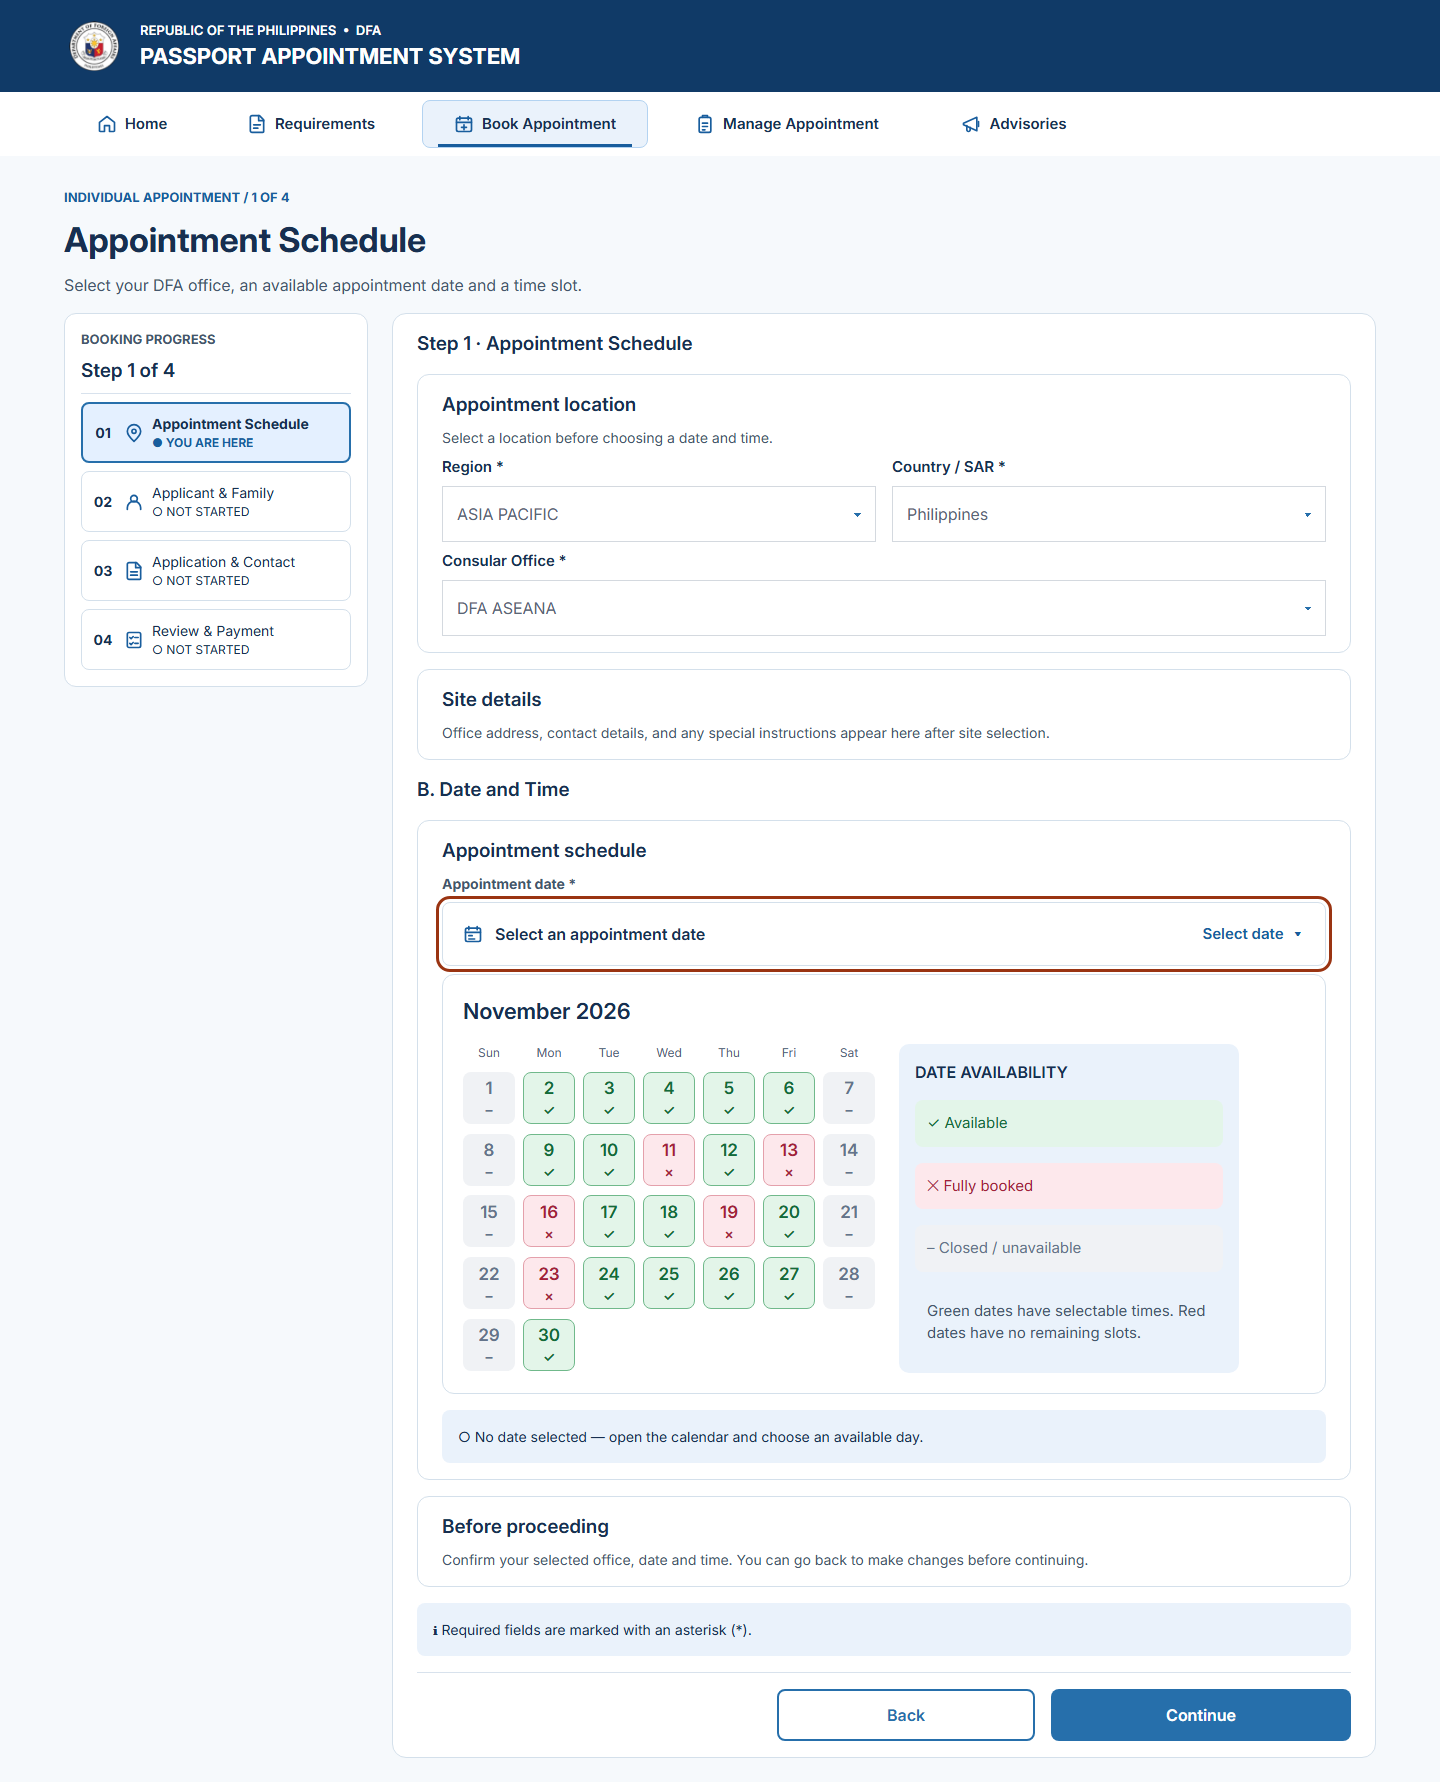 REPUBLIC OF THE PHILIPPINES • DFA
PASSPORT APPOINTMENT SYSTEM
Home
Requirements
Book Appointment
Manage Appointment
Advisories
INDIVIDUAL APPOINTMENT / 1 OF 4
Appointment Schedule
Select your DFA office, an available appointment date and a time slot.
BOOKING PROGRESS
Step 1 of 4
01 Appointment Schedule
● YOU ARE HERE
02 Applicant & Family
○ NOT STARTED
03 Application & Contact
○ NOT STARTED
04 Review & Payment
○ NOT STARTED
Step 1 · Appointment Schedule
Appointment location
Select a location before choosing a date and time.
Region * Country / SAR *
ASIA PACIFIC Philippines
Consular Office *
DFA ASEANA
Site details
Office address, contact details, and any special instructions appear here after site selection.
B. Date and Time
Appointment schedule
Appointment date *
Select an appointment date Select date
November 2026
Sun Mon Tue Wed Thu Fri Sat
1 2 3 4 5 6 7
– ✓ ✓ ✓ ✓ ✓ –
8 9 10 11 12 13 14
– ✓ ✓ × ✓ × –
15 16 17 18 19 20 21
– × ✓ ✓ × ✓ –
22 23 24 25 26 27 28
– × ✓ ✓ ✓ ✓ –
29 30
– ✓
DATE AVAILABILITY
✓ Available
╳ Fully booked
– Closed / unavailable
Green dates have selectable times. Red
dates have no remaining slots.
○ No date selected — open the calendar and choose an available day.
Before proceeding
Confirm your selected office, date and time. You can go back to make changes before continuing.
ℹ Required fields are marked with an asterisk (*).
Back
Continue